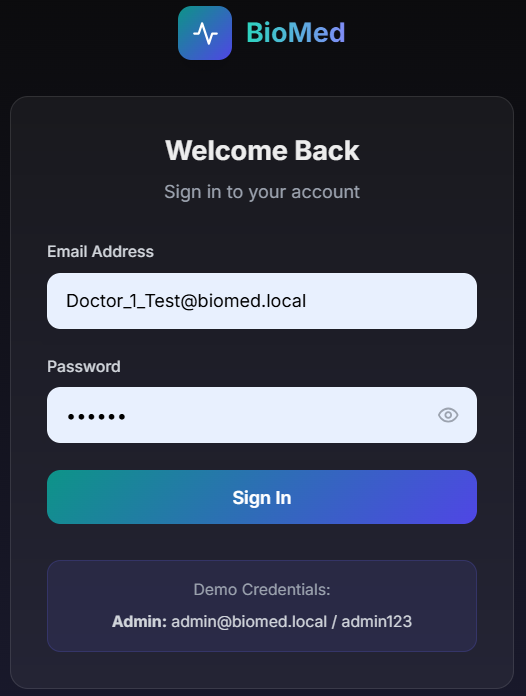 BioMed
Welcome Back
Sign in to your account
Email Address
Doctor_1_Test@biomed.local
Password
••••••
Sign In
Demo Credentials:
Admin: admin@biomed.local / admin123